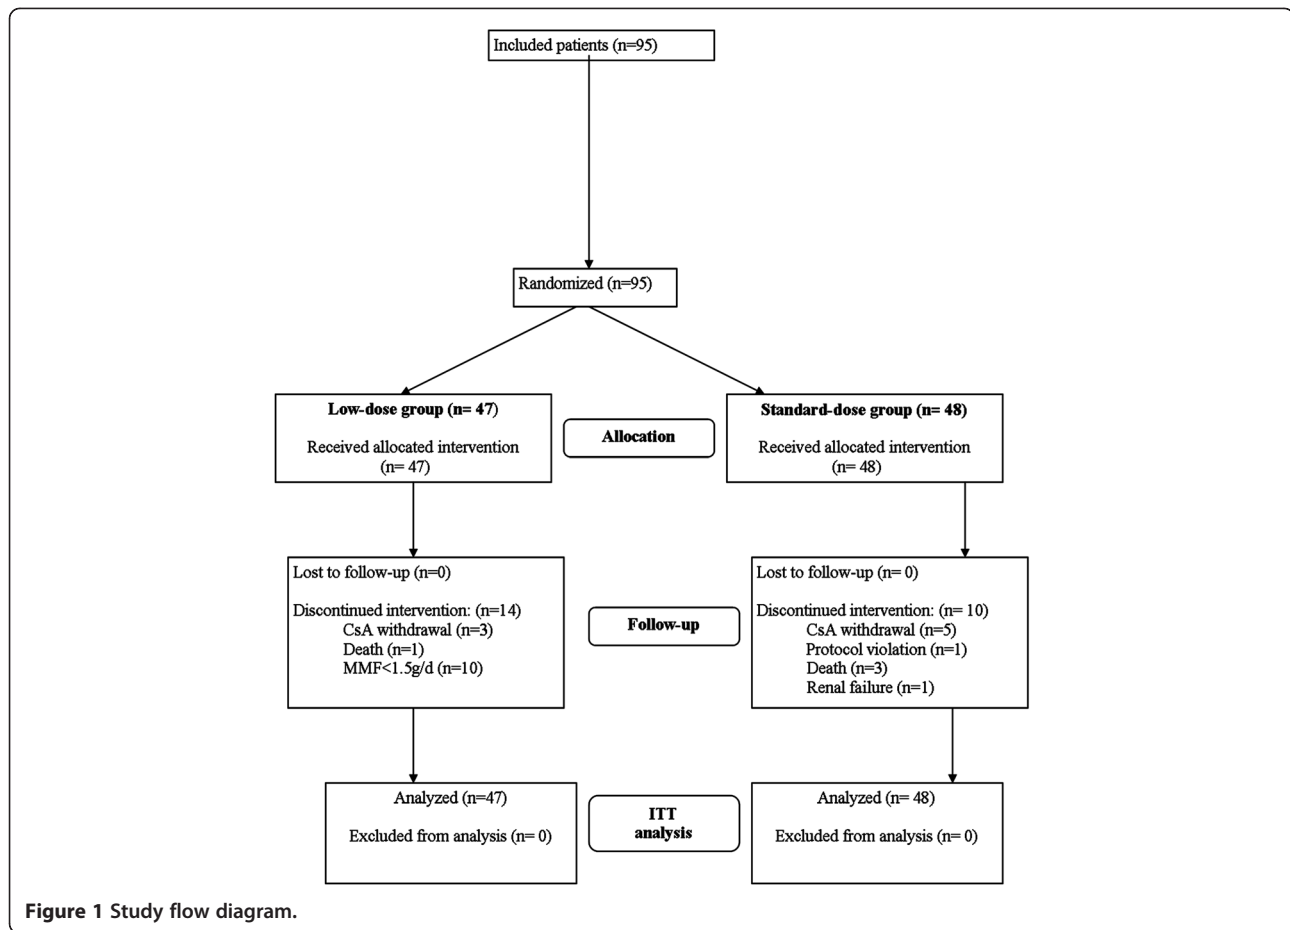 Included patients (n=95)
Randomized (n=95)
Low-dose group (n= 47)
Received allocated intervention
(n= 47)
Allocation
Standard-dose group (n= 48)
Received allocated intervention
(n= 48)
Lost to follow-up (n=0)
Discontinued intervention: (n=14)
CsA withdrawal (n=3)
Death (n=1)
MMF<1.5g/d (n=10)
Follow-up
Lost to follow-up (n= 0)
Discontinued intervention: (n= 10)
CsA withdrawal (n=5)
Protocol violation (n=1)
Death (n=3)
Renal failure (n=1)
Analyzed (n=47)
Excluded from analysis (n= 0)
ITT
analysis
Analyzed (n= 48)
Excluded from analysis (n= 0)
Figure 1 Study flow diagram.